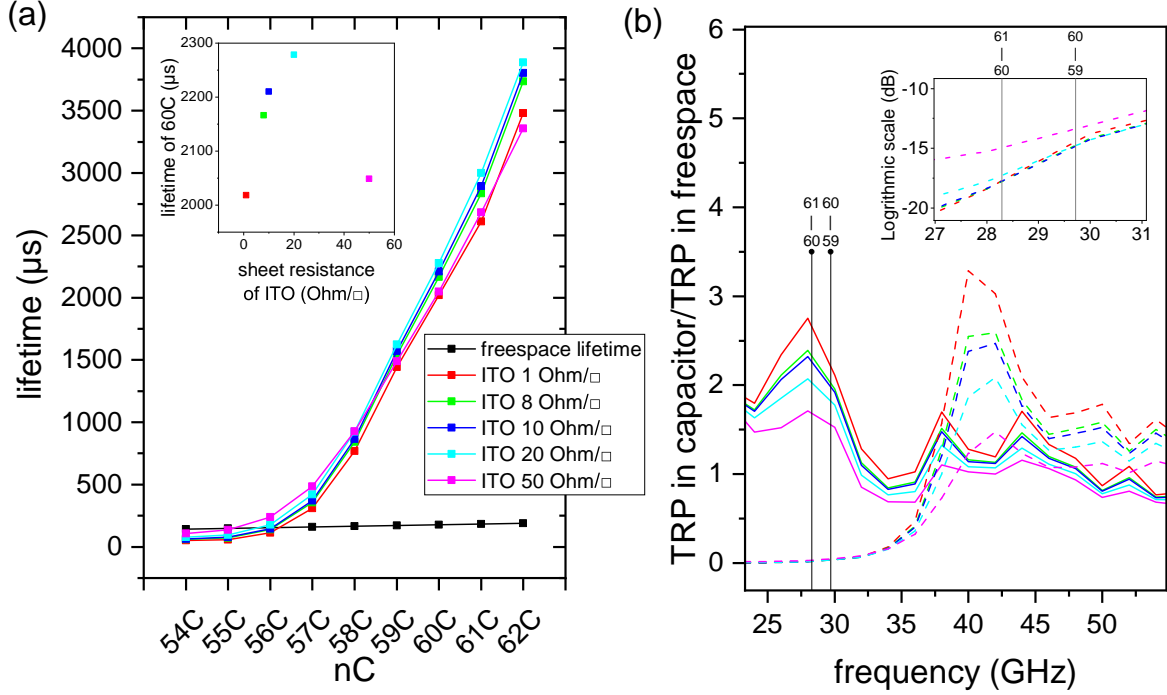 (a)
lifetime (µs)
4000
3500
3000
2500
2000
1500
1000
500
0
54C 55C 56C 57C 58C 59C 60C 61C 62C
nC
lifetime of 60C (µs)
2300
2200
2100
2000
0 20 40 60
sheet resistance
of ITO (Ohm/□)
freespace lifetime
ITO 1 Ohm/□
ITO 8 Ohm/□
ITO 10 Ohm/□
ITO 20 Ohm/□
ITO 50 Ohm/□
(b)
TRP in capacitor/TRP in freespace
6
5
4
3
2
1
0
25 30 35 40 45 50
frequency (GHz)
61 60
60 59
61 60
60 59
Logrithmic scale (dB)
-10
-15
-20
27 28 29 30 31